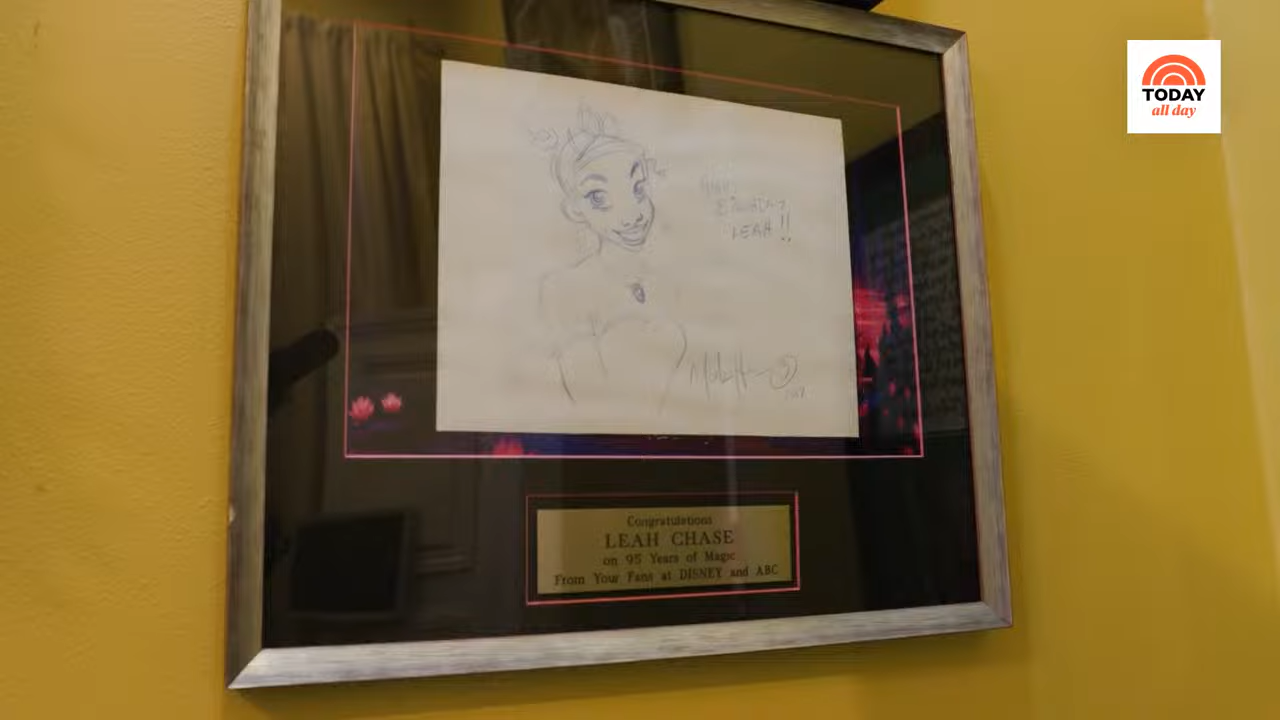 TODAY
all day
HAPPY
BIRTHDAY
LEAH!!
Congratulations
LEAH CHASE
on 95 Years of Magic
From Your Fans at DISNEY and ABC